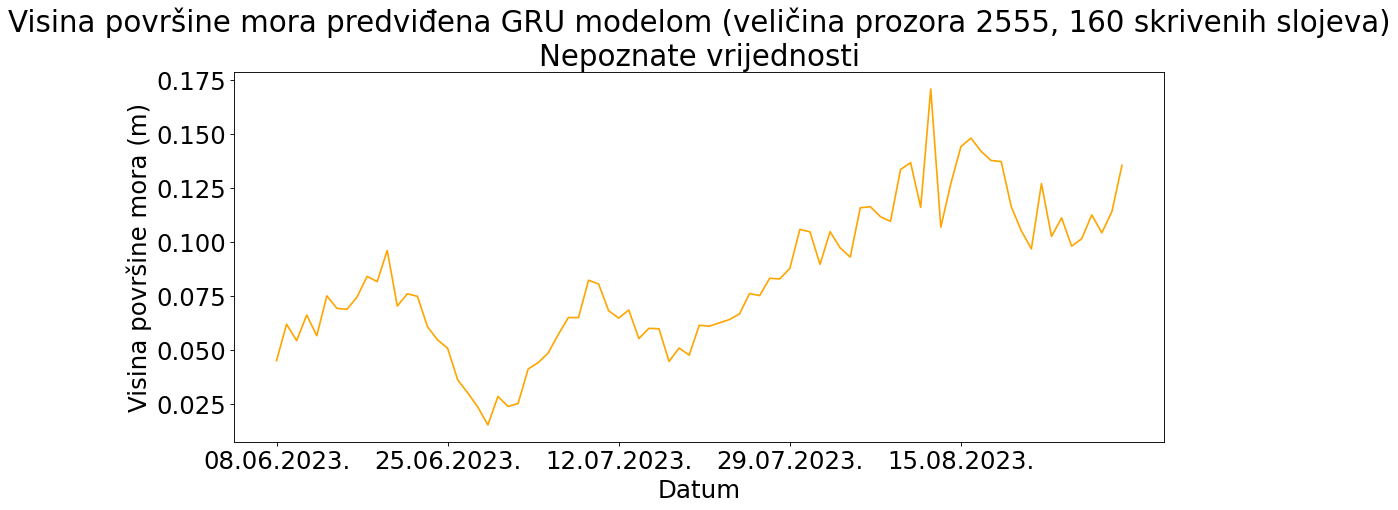 Visina površine mora predviđena GRU modelom (veličina prozora 2555, 160 skrivenih slojeva)
Nepoznate vrijednosti
Visina površine mora (m)
0.175
0.150
0.125
0.100
0.075
0.050
0.025
08.06.2023. 25.06.2023. 12.07.2023. 29.07.2023. 15.08.2023.
Datum